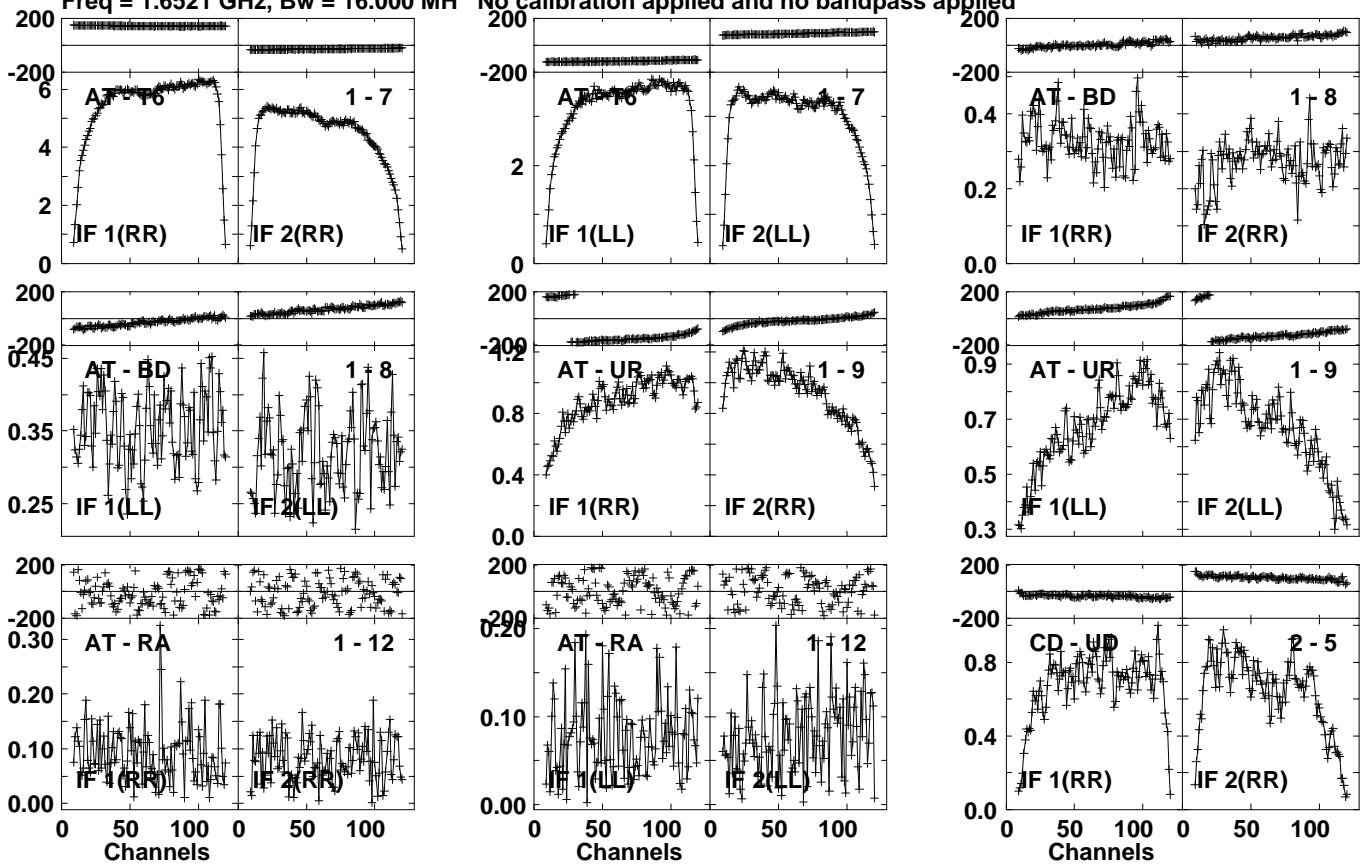 Freq = 1.6521 GHz, Bw = 16.000 MH No calibration applied and no bandpass applied
200
-200
6
4
2
0
AT - T6 1 - 7
IF 1(RR) IF 2(RR)
2
0
AT - T6 1 - 7
IF 1(LL) IF 2(LL)
200
-200
0.4
0.2
0.0
AT - BD 1 - 8
IF 1(RR) IF 2(RR)
200
-200
0.45
0.35
0.25
AT - BD 1 - 8
IF 1(LL) IF 2(LL)
-200
1.2
0.8
0.4
0.0
AT - UR 1 - 9
IF 1(RR) IF 2(RR)
200
-200
0.9
0.7
0.5
0.3
AT - UR 1 - 9
IF 1(LL) IF 2(LL)
200
-200
0.30
0.20
0.10
0.00
AT - RA 1 - 12
IF 1(RR) IF 2(RR)
0 50 100 0 50 100
Channels
200
-200
0.20
0.10
0.00
AT - RA 1 - 12
IF 1(LL) IF 2(LL)
0 50 100 0 50 100
Channels
200
-200
0.8
0.4
0.0
CD - UD 2 - 5
IF 1(RR) IF 2(RR)
0 50 100 0 50 100
Channels